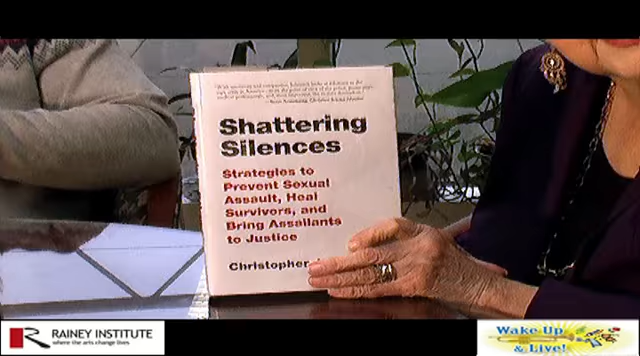 Shattering
Silences
Strategies to
Prevent Sexual
Assault, Heal
Survivors, and
Bring Assailants
to Justice
Christopher
RAINEY INSTITUTE
where the arts change lives
Wake Up
& Live!